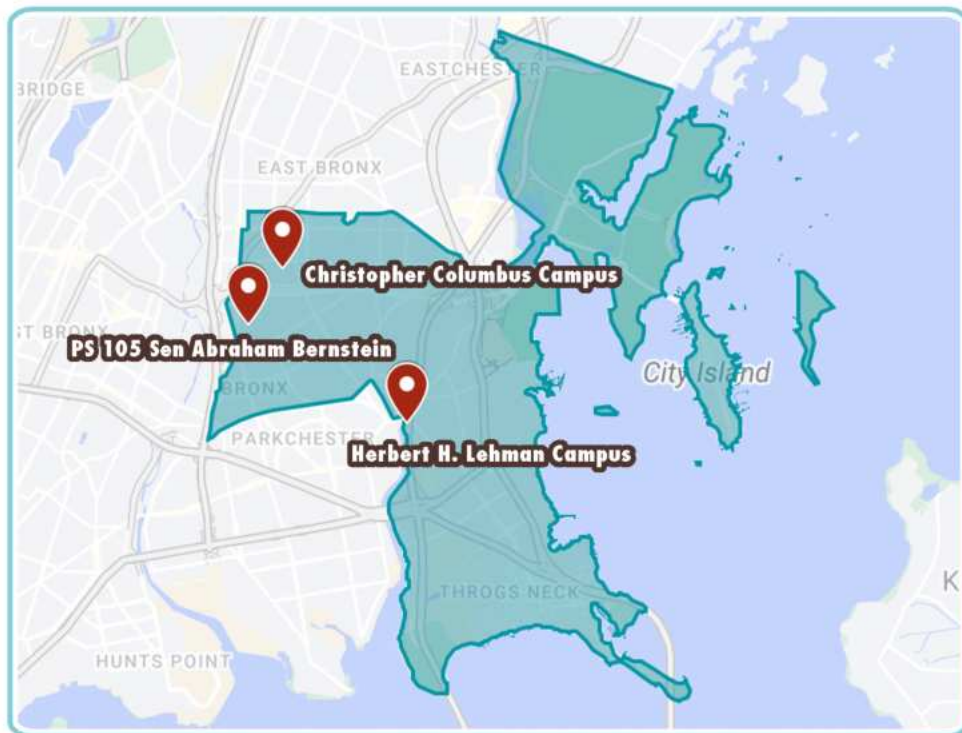 EASTCHESTER
BRIDGE
EAST BRONX
Christopher Columbus Campus
ST BRONX
PS 105 Sen Abraham Bernstein
City Island
BRONX
PARKCHESTER
Herbert H. Lehman Campus
K
THROGS NECK
HUNTS POINT